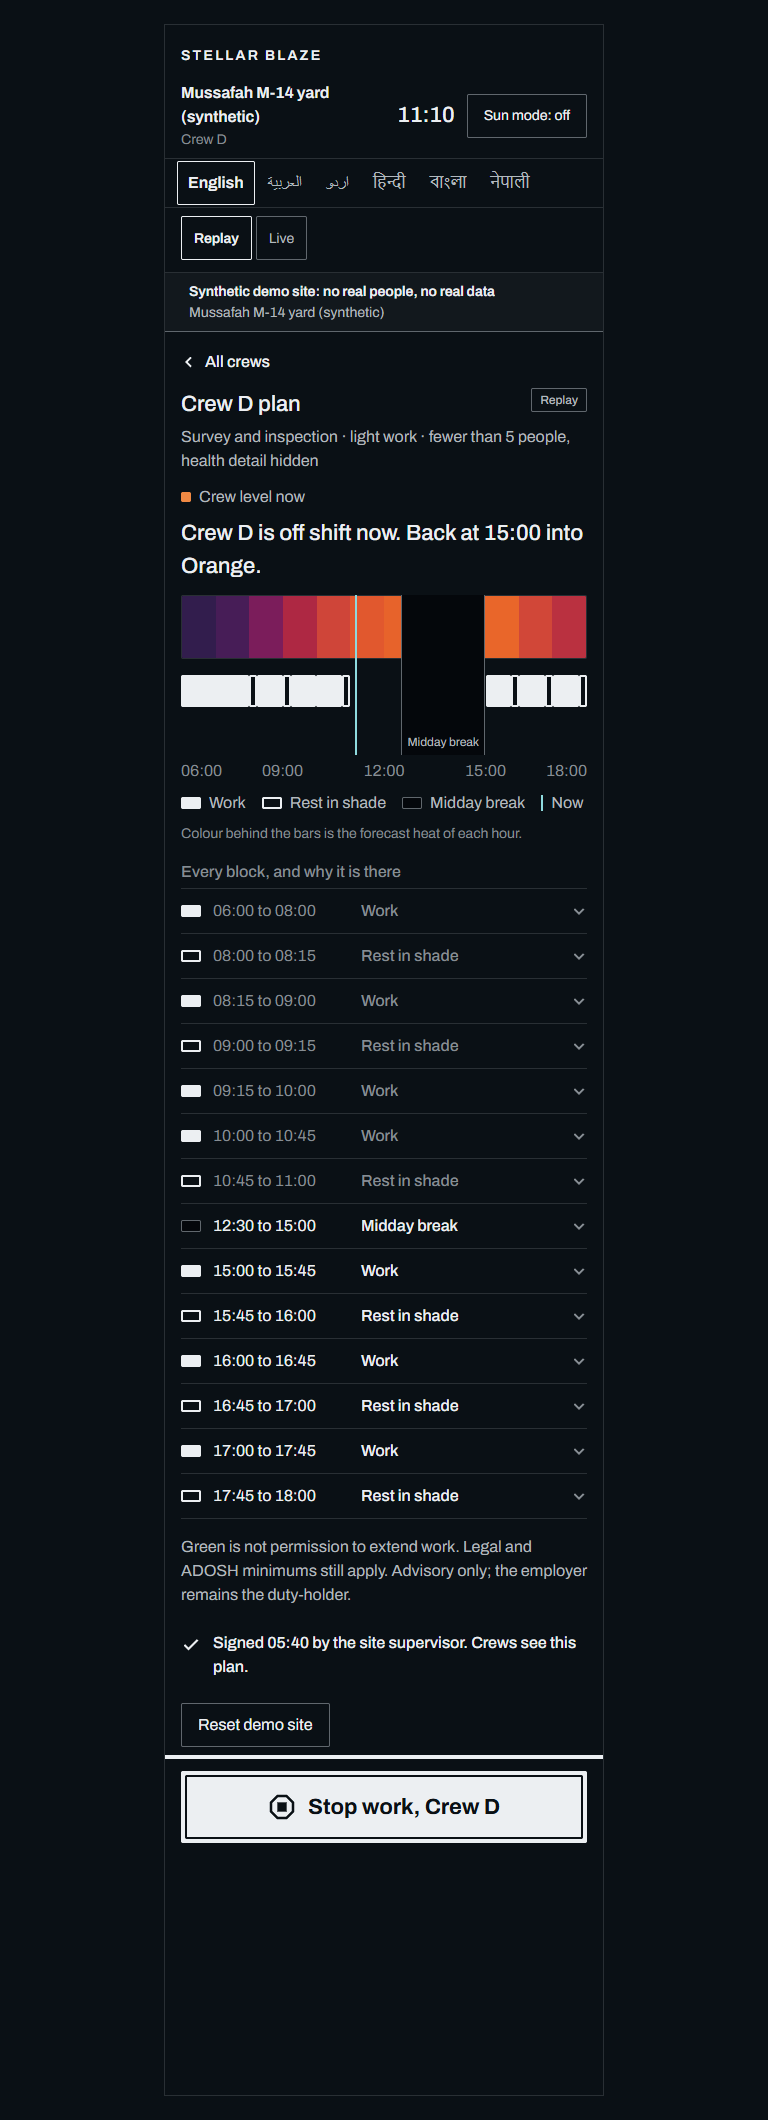 STELLAR BLAZE
Mussafah M-14 yard
(synthetic)
Crew D
11:10
Sun mode: off
English
العربية
اردو
हिन्दी
বাংলা
नेपाली
Replay
Live
Synthetic demo site: no real people, no real data
Mussafah M-14 yard (synthetic)
All crews
Crew D plan
Replay
Survey and inspection · light work · fewer than 5 people,
health detail hidden
Crew level now
Crew D is off shift now. Back at 15:00 into
Orange.
Midday break
06:00 09:00 12:00 15:00 18:00
Work Rest in shade Midday break Now
Colour behind the bars is the forecast heat of each hour.
Every block, and why it is there
06:00 to 08:00 Work
08:00 to 08:15 Rest in shade
08:15 to 09:00 Work
09:00 to 09:15 Rest in shade
09:15 to 10:00 Work
10:00 to 10:45 Work
10:45 to 11:00 Rest in shade
12:30 to 15:00 Midday break
15:00 to 15:45 Work
15:45 to 16:00 Rest in shade
16:00 to 16:45 Work
16:45 to 17:00 Rest in shade
17:00 to 17:45 Work
17:45 to 18:00 Rest in shade
Green is not permission to extend work. Legal and
ADOSH minimums still apply. Advisory only; the employer
remains the duty-holder.
Signed 05:40 by the site supervisor. Crews see this
plan.
Reset demo site
Stop work, Crew D